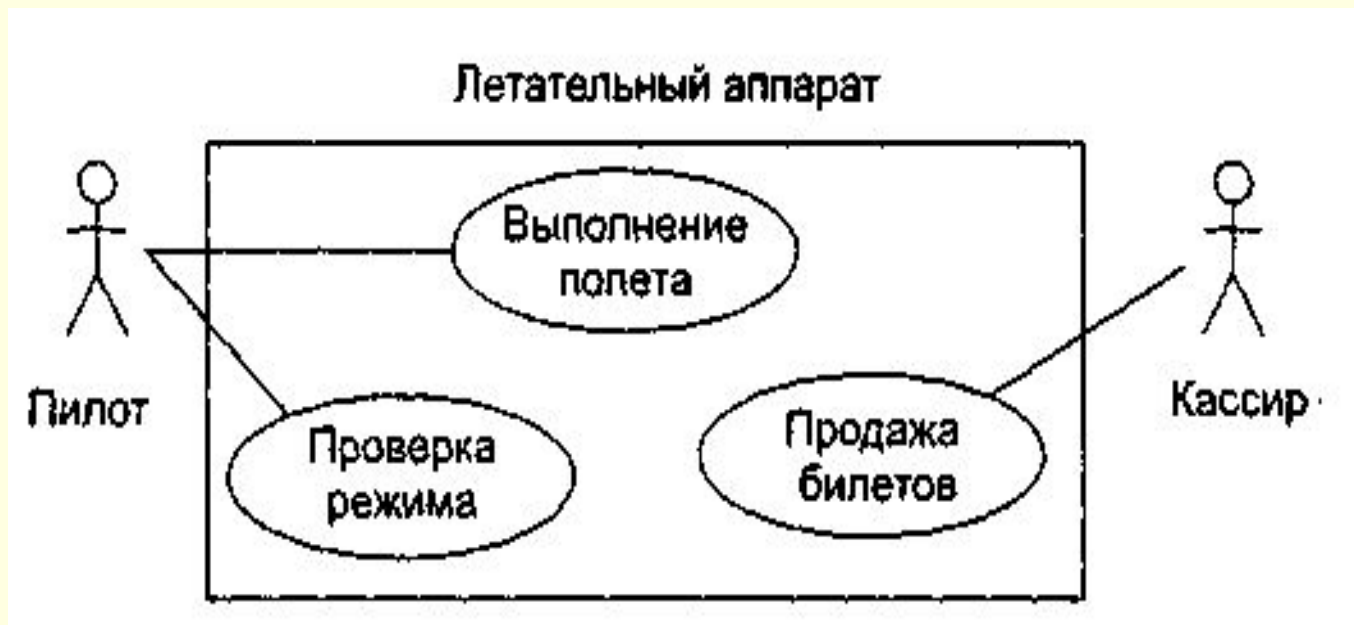 Летательный аппарат
Выполнение
полета
Пилот
Кассир
Проверка
режима
Продажа
билетов